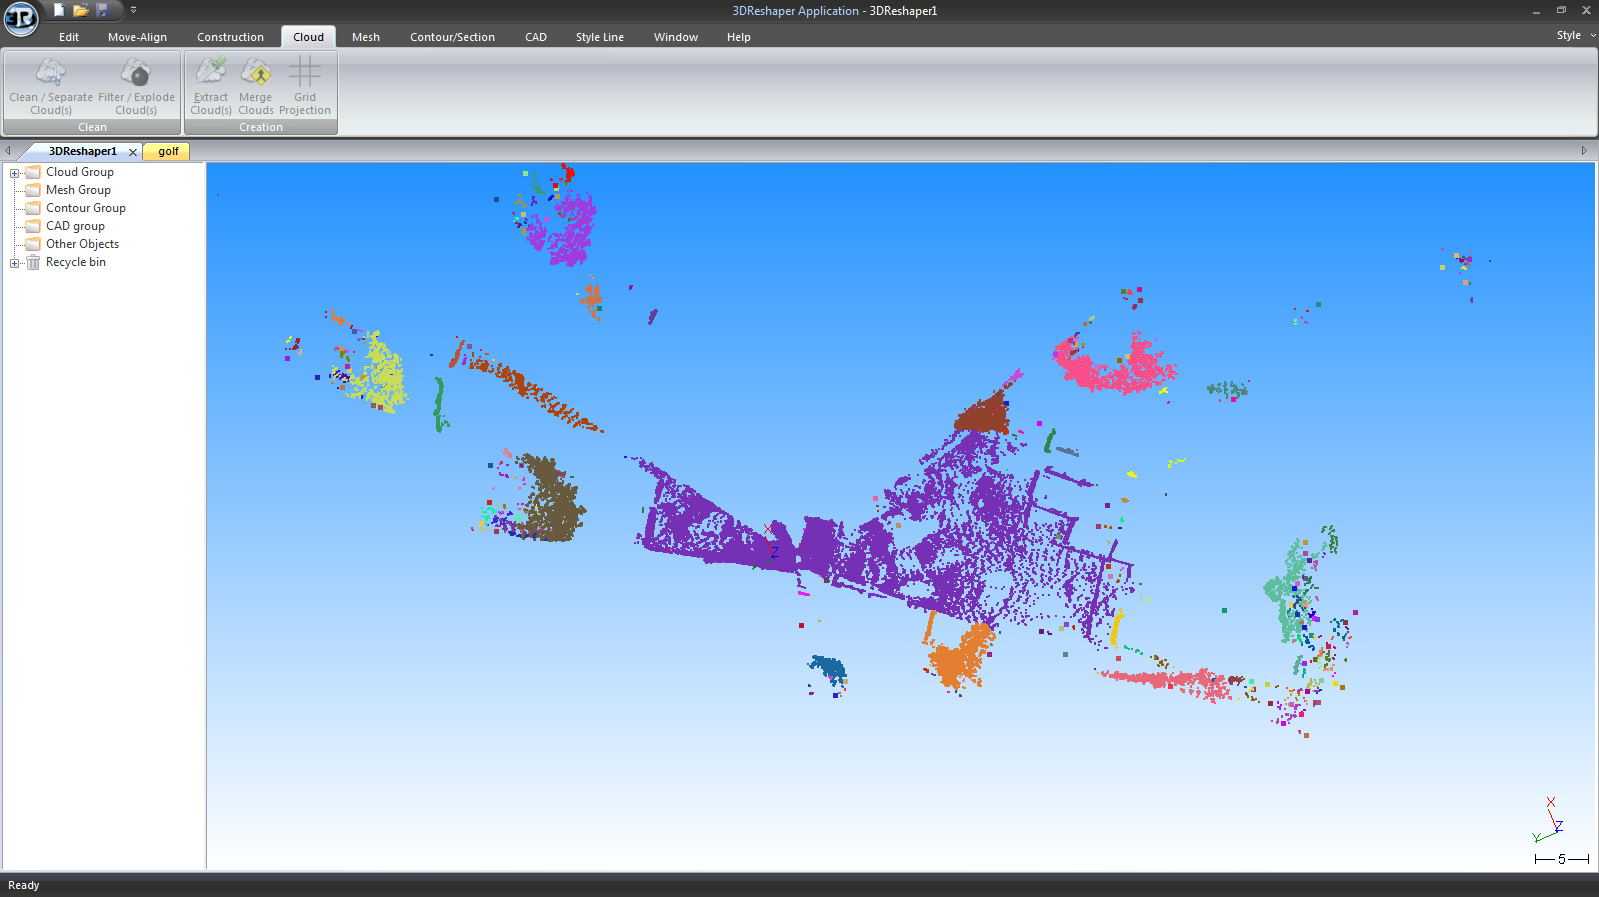 3DReshaper Application - 3DReshaper1
3R
Edit Move-Align Construction Cloud Mesh Contour/Section CAD Style Line Window Help Style
Clean / Separate Cloud(s)
Filter / Explode Cloud(s)
Extract Cloud(s)
Merge Clouds
Grid Projection
Clean Creation
3DReshaper1 golf
Cloud Group
Mesh Group
Contour Group
CAD group
Other Objects
Recycle bin
X
Z
X
Z
Y
5
Ready